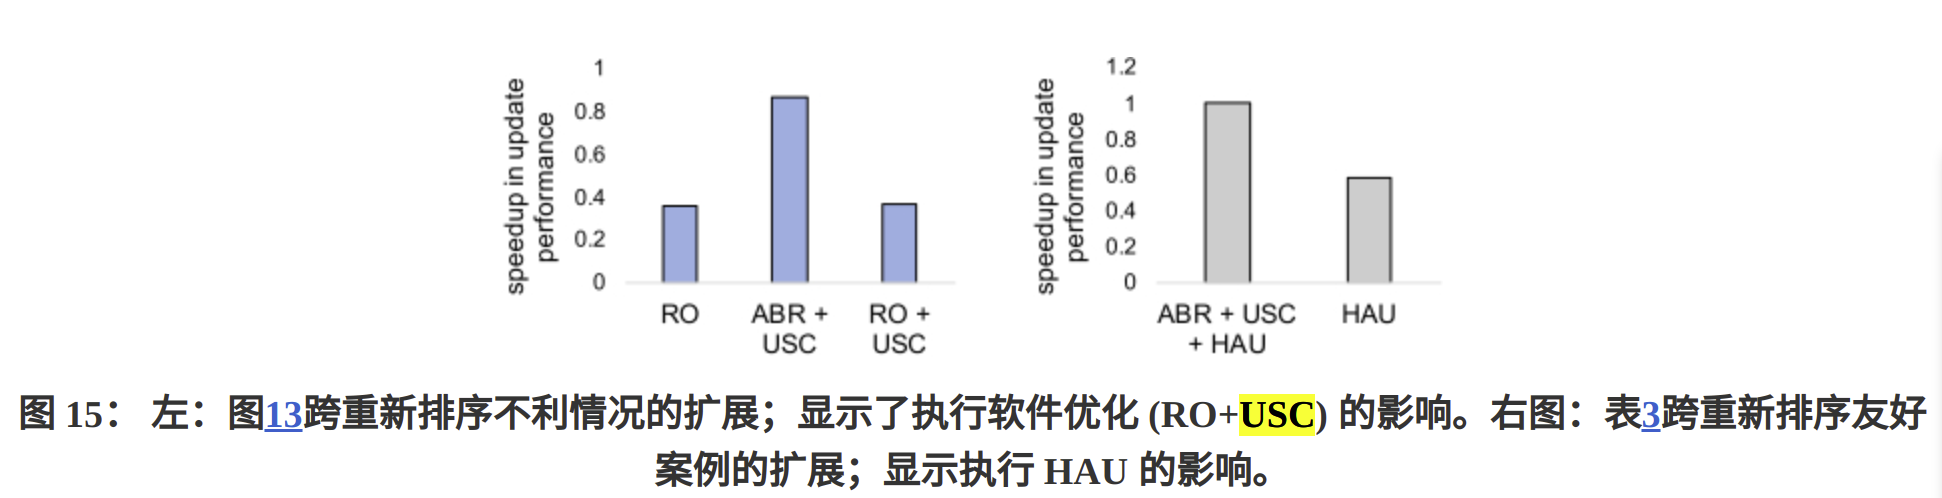 speedup in update
performance
1
0.8
0.6
0.4
0.2
0
RO
ABR +
USC
RO +
USC
speedup in update
performance
1.2
1
0.8
0.6
0.4
0.2
0
ABR + USC
+ HAU
HAU
图 15： 左：图13跨重新排序不利情况的扩展；显示了执行软件优化 (RO+USC) 的影响。右图：表3跨重新排序友好
案例的扩展；显示执行 HAU 的影响。